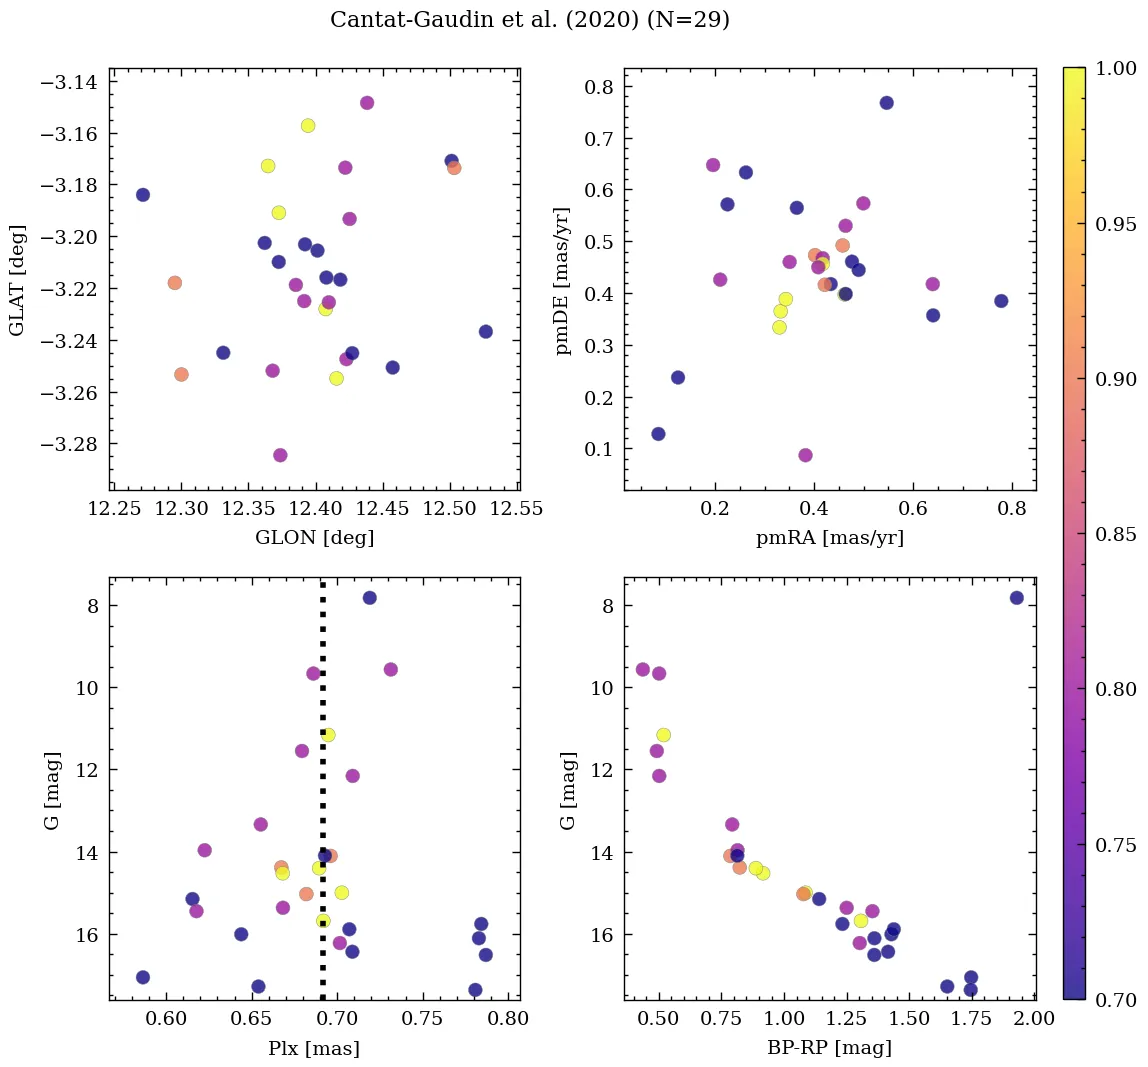 Cantat-Gaudin et al. (2020) (N=29)
−3.14
−3.16
−3.18
−3.20
−3.22
−3.24
−3.26
−3.28
GLAT [deg]
12.25 12.30 12.35 12.40 12.45 12.50 12.55
GLON [deg]
0.8
0.7
0.6
0.5
0.4
0.3
0.2
0.1
pmDE [mas/yr]
0.2 0.4 0.6 0.8
pmRA [mas/yr]
8
10
12
14
16
G [mag]
0.60 0.65 0.70 0.75 0.80
Plx [mas]
8
10
12
14
16
G [mag]
0.50 0.75 1.00 1.25 1.50 1.75 2.00
BP-RP [mag]
1.00
0.95
0.90
0.85
0.80
0.75
0.70